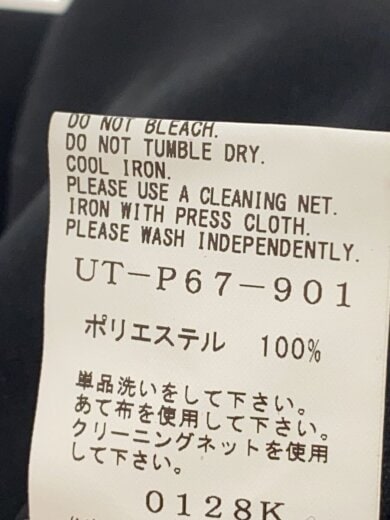 DO NOT BLEACH.
DO NOT TUMBLE DRY.
COOL IRON.
PLEASE USE A CLEANING NET.
IRON WITH PRESS CLOTH.
PLEASE WASH INDEPENDENTLY.
UT-P67-901
ポリエステル 100%
単品洗いをして下さい。
あて布を使用して下さい。
クリーニングネットを使用
して下さい。
0128K